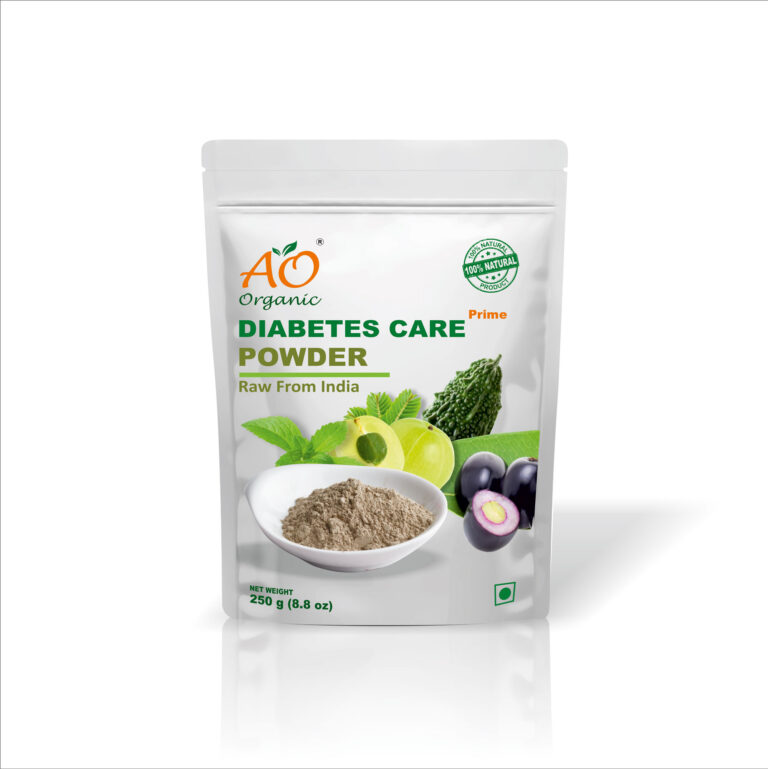 AO ®
Organic
100% NATURAL
100% NATURAL
PRODUCT
Prime
DIABETES CARE
POWDER
Raw From India
NET WEIGHT
250 g (8.8 oz)